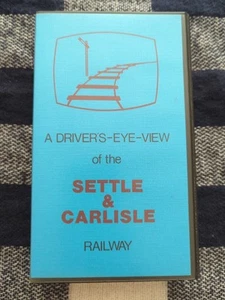 A DRIVER'S-EYE-VIEW
of the
SETTLE
&
CARLISLE
RAILWAY